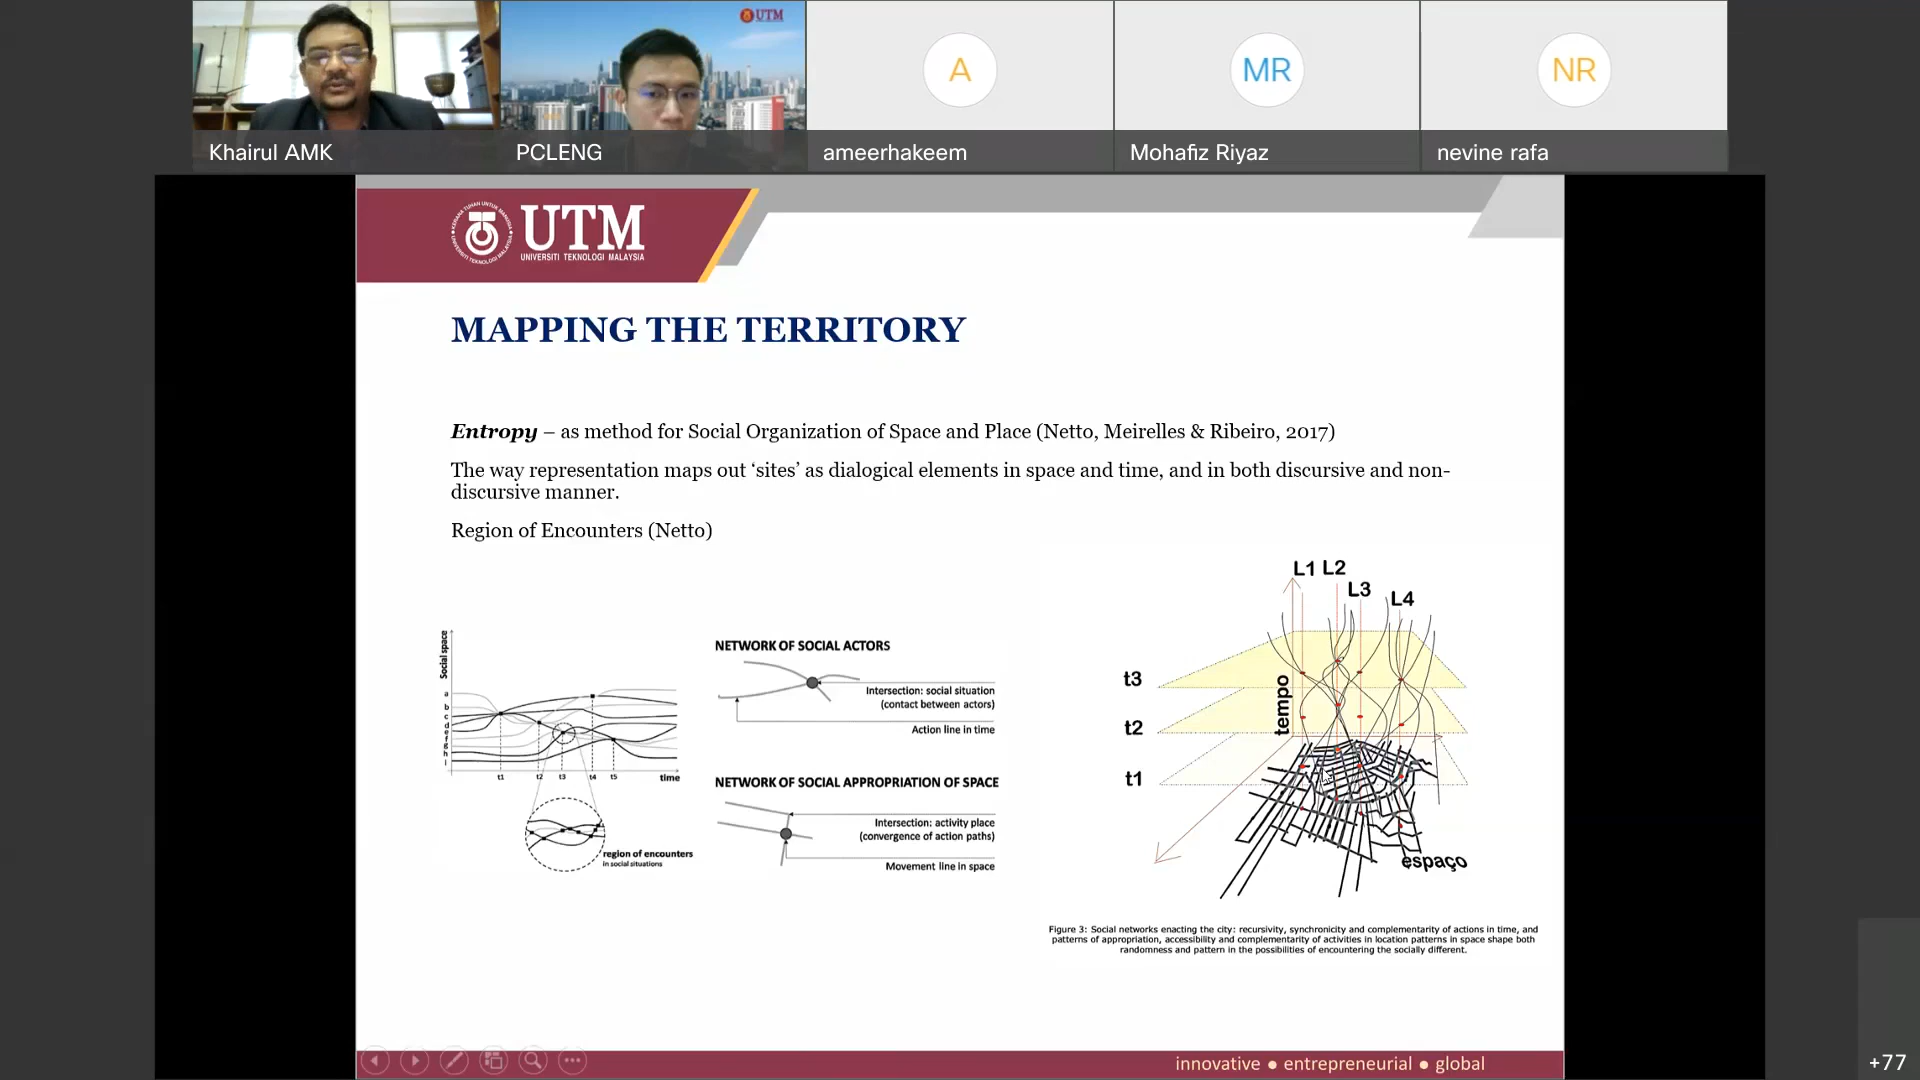 UTM
A
MR
NR
Khairul AMK
PCLENG
ameerhakeem
Mohafiz Riyaz
nevine rafa
UTM
UNIVERSITI TEKNOLOGI MALAYSIA
MAPPING THE TERRITORY
Entropy – as method for Social Organization of Space and Place (Netto, Meirelles & Ribeiro, 2017)
The way representation maps out ‘sites’ as dialogical elements in space and time, and in both discursive and non-
discursive manner.
Region of Encounters (Netto)
Social space
a
b
c
d
e
f
g
h
i
t1
t2
t3
t4
t5
time
region of encounters
in social situations
NETWORK OF SOCIAL ACTORS
Intersection: social situation
(contact between actors)
Action line in time
NETWORK OF SOCIAL APPROPRIATION OF SPACE
Intersection: activity place
(convergence of action paths)
Movement line in space
L1 L2
L3
L4
t3
t2
t1
tempo
espaço
Figure 3: Social networks enacting the city: recursivity, synchronicity and complementarity of actions in time, and
patterns of appropriation, accessibility and complementarity of activities in location patterns in space shape both
randomness and pattern in the possibilities of encountering the socially different.
innovative ● entrepreneurial ● global
+77